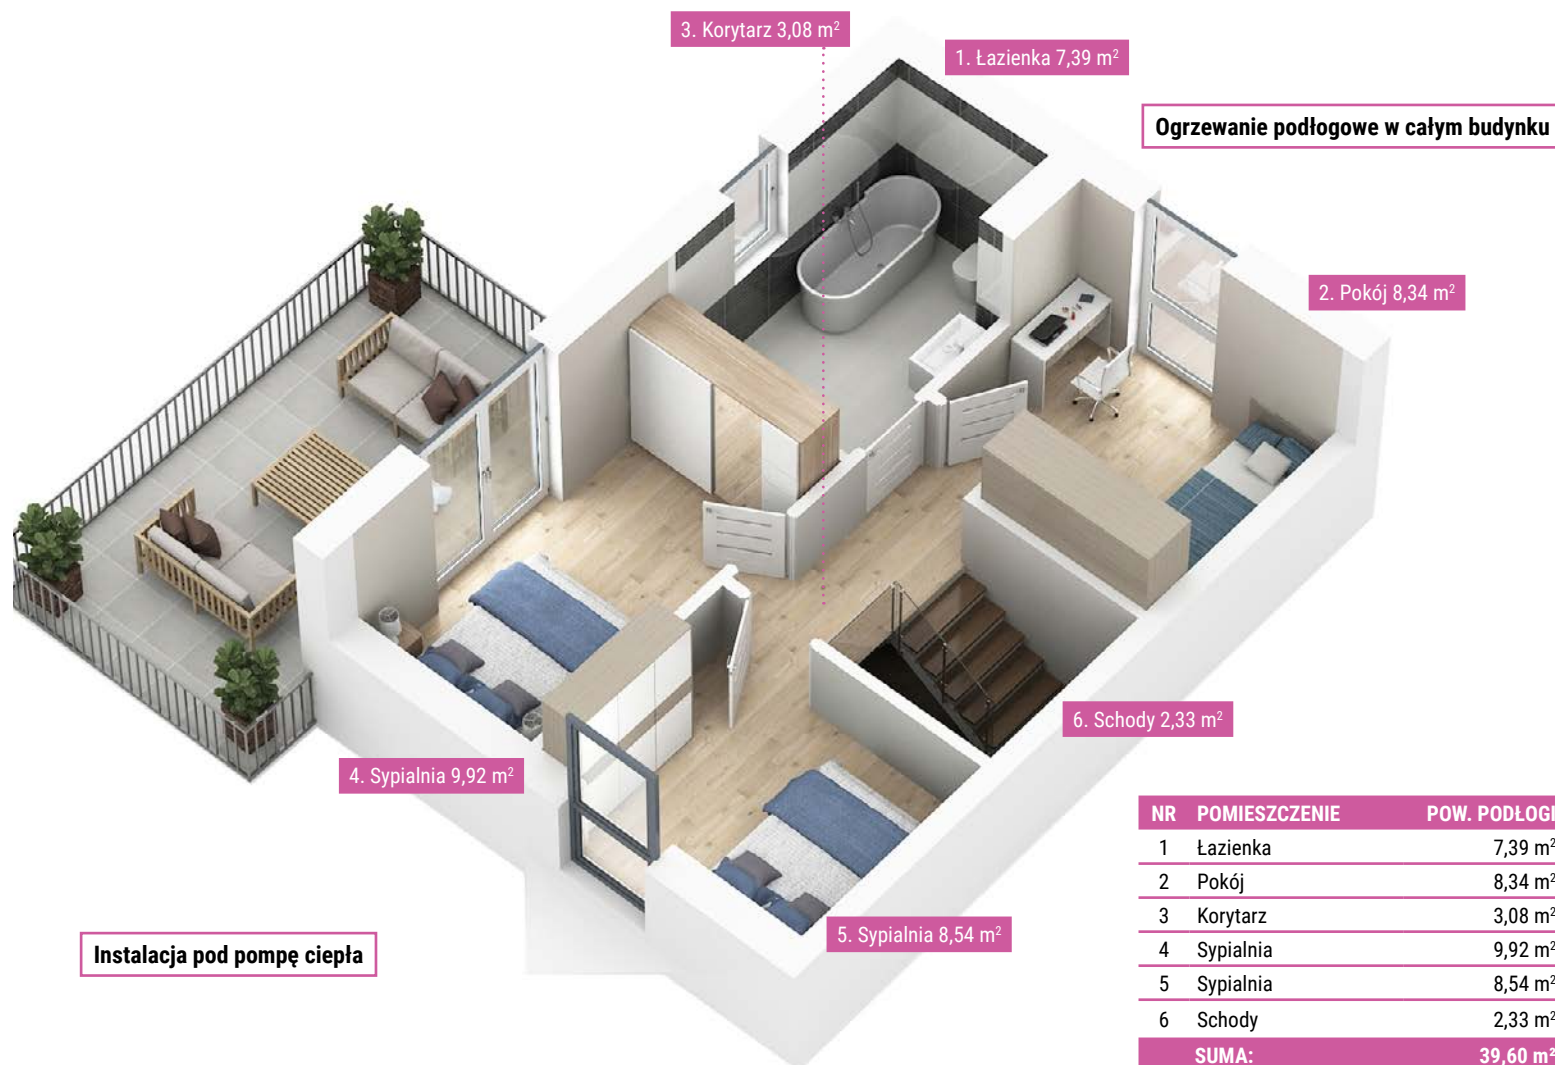 3. Korytarz 3,08 m²
1. Łazienka 7,39 m²
Ogrzewanie podłogowe w całym budynku
2. Pokój 8,34 m²
6. Schody 2,33 m²
4. Sypialnia 9,92 m²
5. Sypialnia 8,54 m²
Instalacja pod pompę ciepła
NR POMIESZCZENIE POW. PODŁOGI
1 Łazienka 7,39 m²
2 Pokój 8,34 m²
3 Korytarz 3,08 m²
4 Sypialnia 9,92 m²
5 Sypialnia 8,54 m²
6 Schody 2,33 m²
SUMA: 39,60 m²